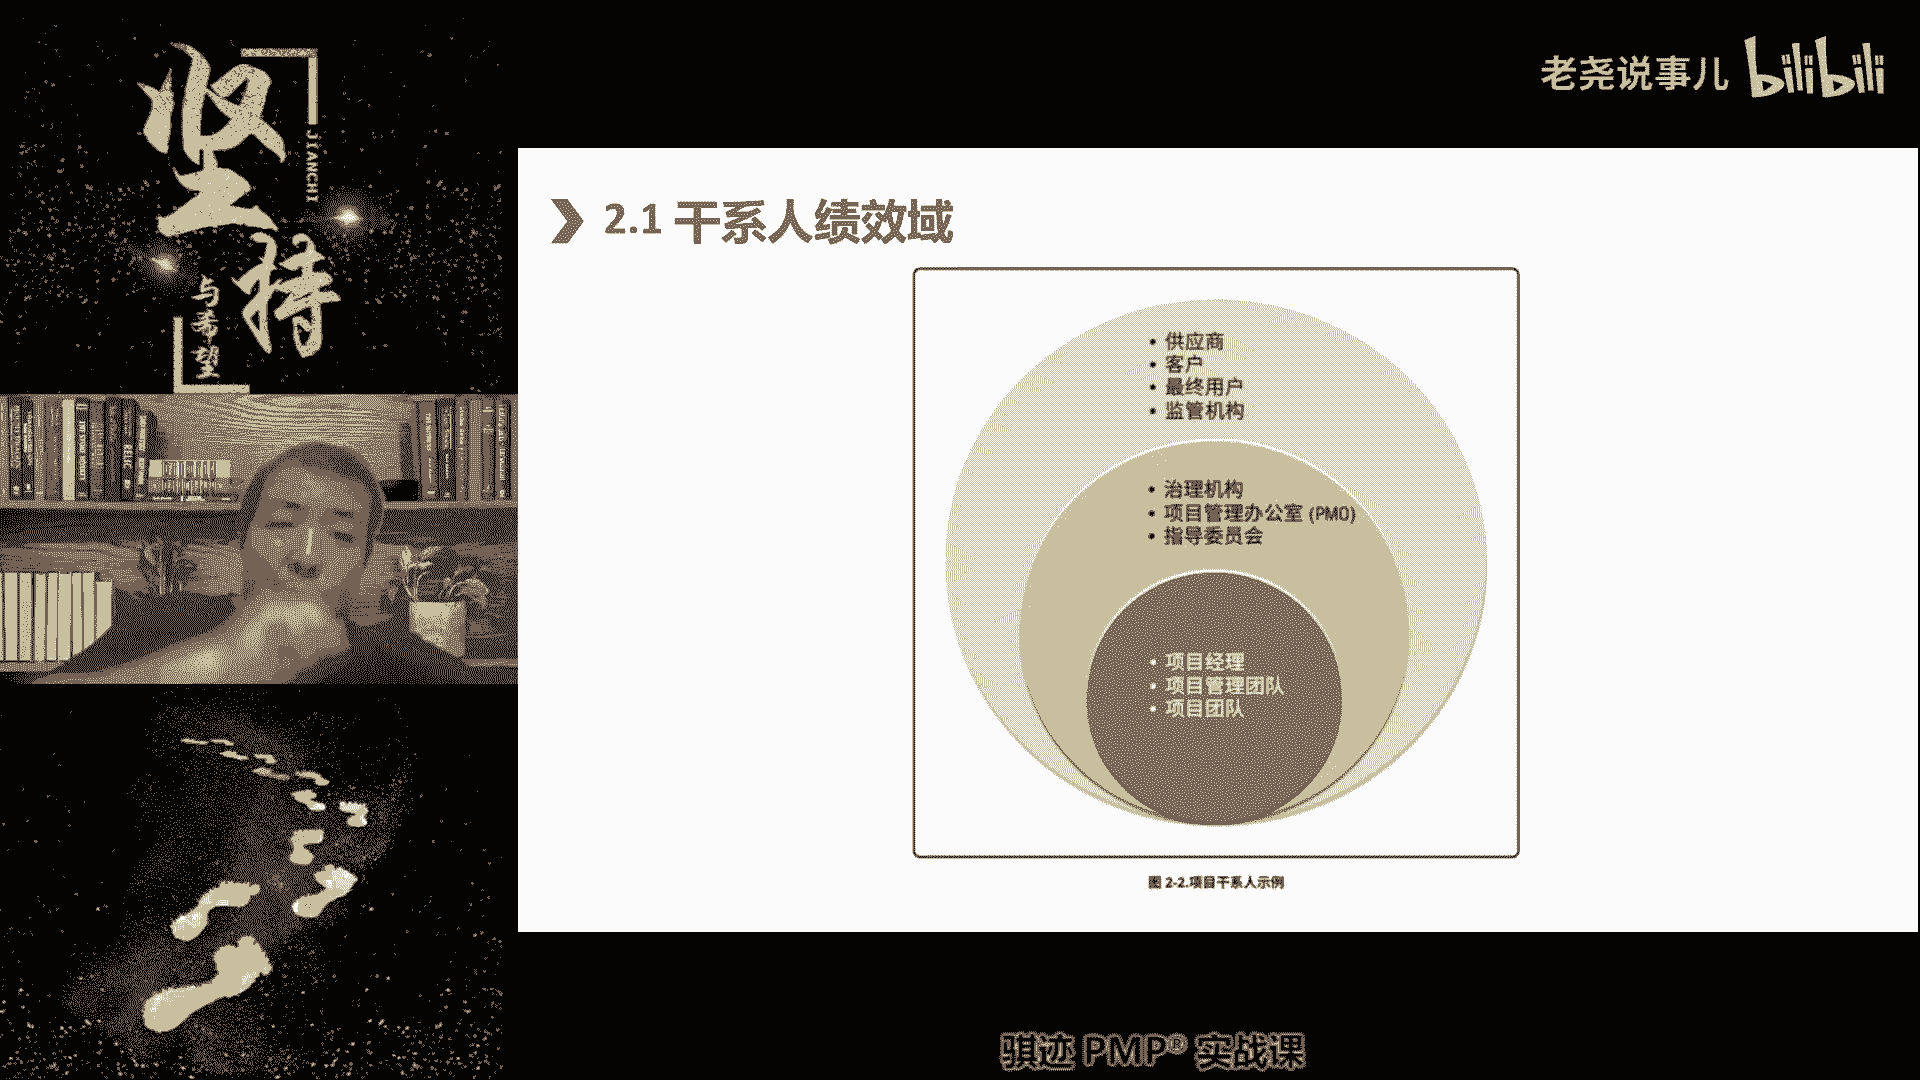 坚持
JIANCHI
与希望
老尧说事儿 bilibili
2.1 干系人绩效域
• 供应商
• 客户
• 最终用户
• 监管机构
• 治理机构
• 项目管理办公室 (PMO)
• 指导委员会
• 项目经理
• 项目管理团队
• 项目团队
图 2-2.项目干系人示例
骐迹 PMP® 实战课